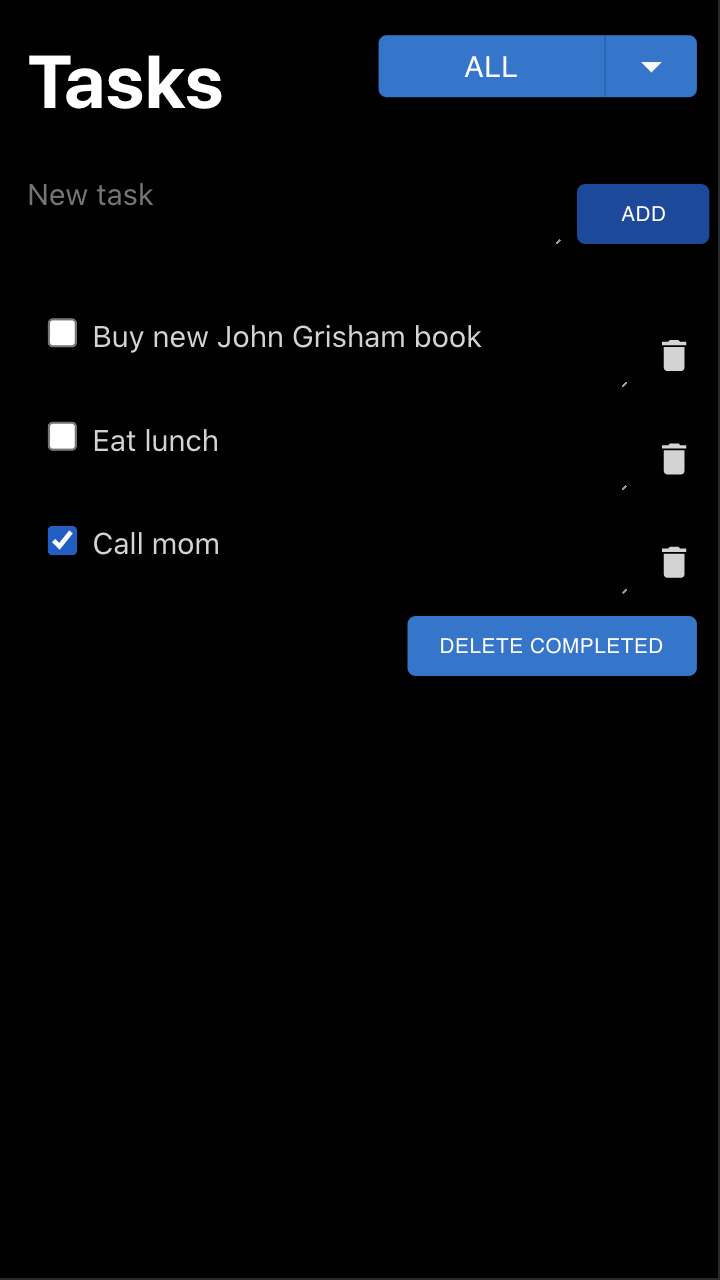 Tasks
ALL
New task
ADD
Buy new John Grisham book
Eat lunch
Call mom
DELETE COMPLETED